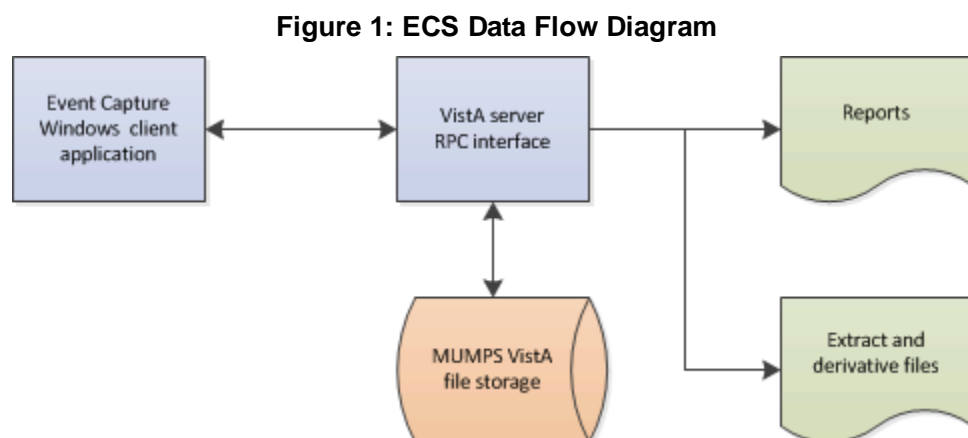 Figure 1: ECS Data Flow Diagram
Event Capture
Windows client
application
VistA server
RPC interface
Reports
MUMPS VistA
file storage
Extract and
derivative files